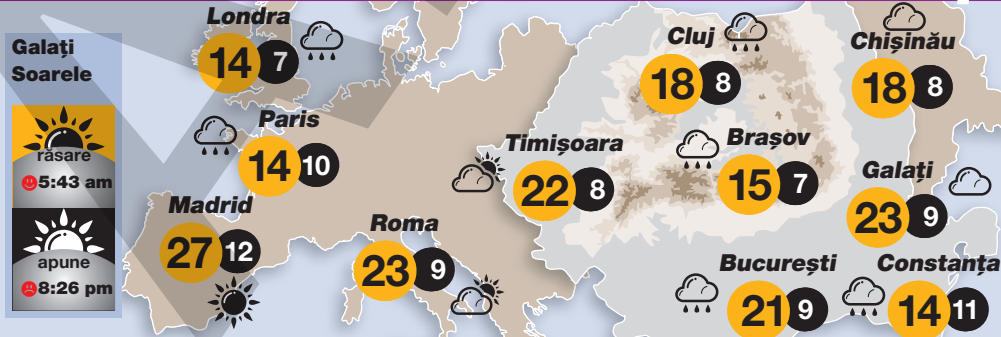 Galați
Soarele
răsare
5:43 am
apune
8:26 pm
Londra
14 7
Paris
14 10
Madrid
27 12
Roma
23 9
Timișoara
22 8
Cluj
18 8
Brașov
15 7
București
21 9
Chișinău
18 8
Galați
23 9
Constanța
14 11